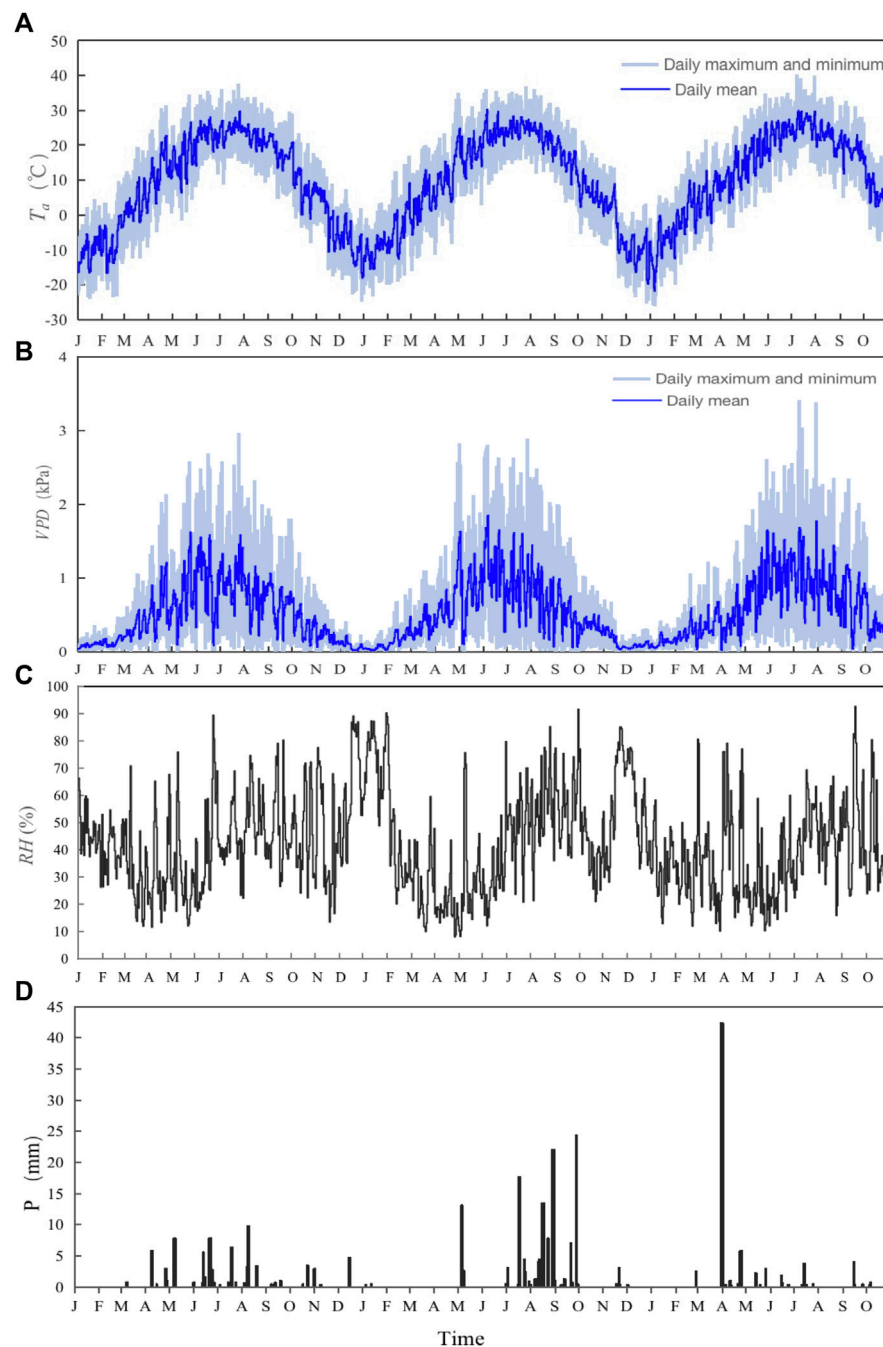 A
50
40
30
20
10
0
-10
-20
-30
Ta (℃)
Daily maximum and minimum
Daily mean
J F M A M J J A S O N D J F M A M J J A S O N D J F M A M J J A S O
B
4
3
2
1
0
VPD (kPa)
Daily maximum and minimum
Daily mean
J F M A M J J A S O N D J F M A M J J A S O N D J F M A M J J A S O
C
100
90
80
70
60
50
40
30
20
10
0
RH (%)
J F M A M J J A S O N D J F M A M J J A S O N D J F M A M J J A S O
D
45
40
35
30
25
20
15
10
5
0
P (mm)
J F M A M J J A S O N D J F M A M J J A S O N D J F M A M J J A S O
Time